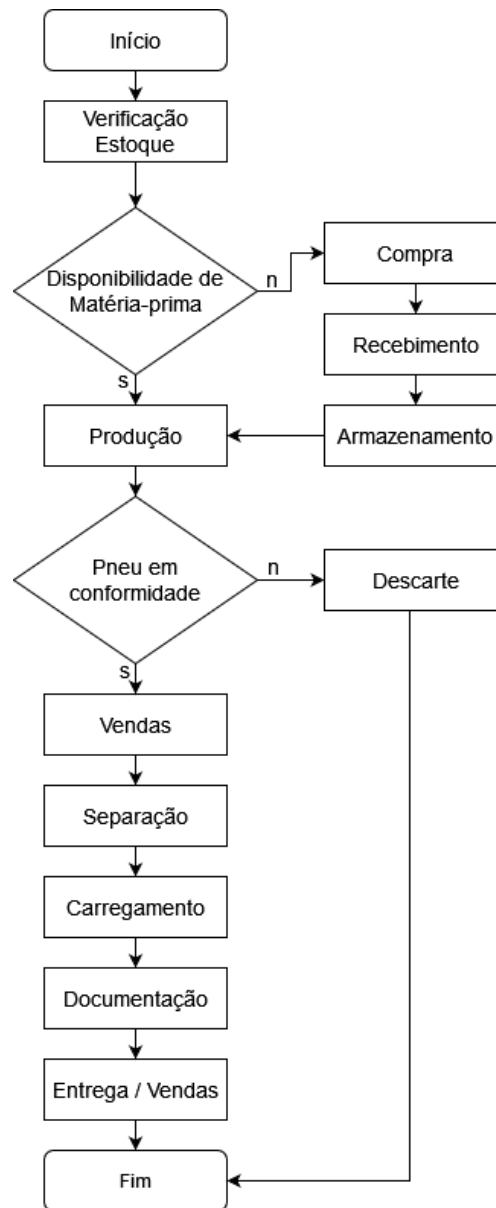 Início
Verificação
Estoque
Disponibilidade de
Matéria-prima
n
Compra
Recebimento
s
Produção
Armazenamento
Pneu em
conformidade
n
Descarte
s
Vendas
Separação
Carregamento
Documentação
Entrega / Vendas
Fim